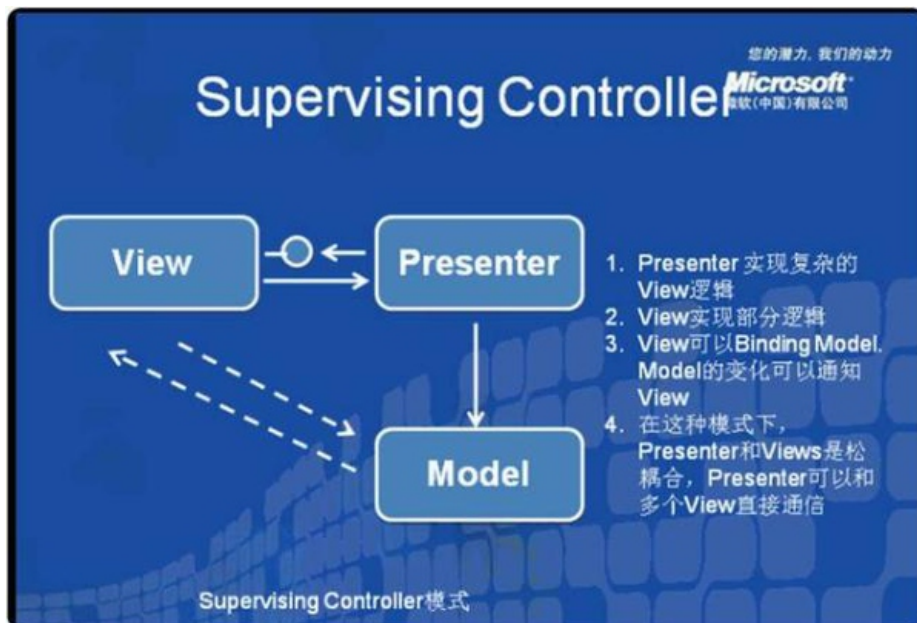 您的潜力，我们的动力
Supervising Controller
Microsoft
微软(中国)有限公司
View
Presenter
Model
1. Presenter 实现复杂的
View逻辑
2. View实现部分逻辑
3. View可以Binding Model.
Model的变化可以通知
View
4. 在这种模式下，
Presenter和Views是松
耦合，Presenter可以和
多个View直接通信
Supervising Controller模式